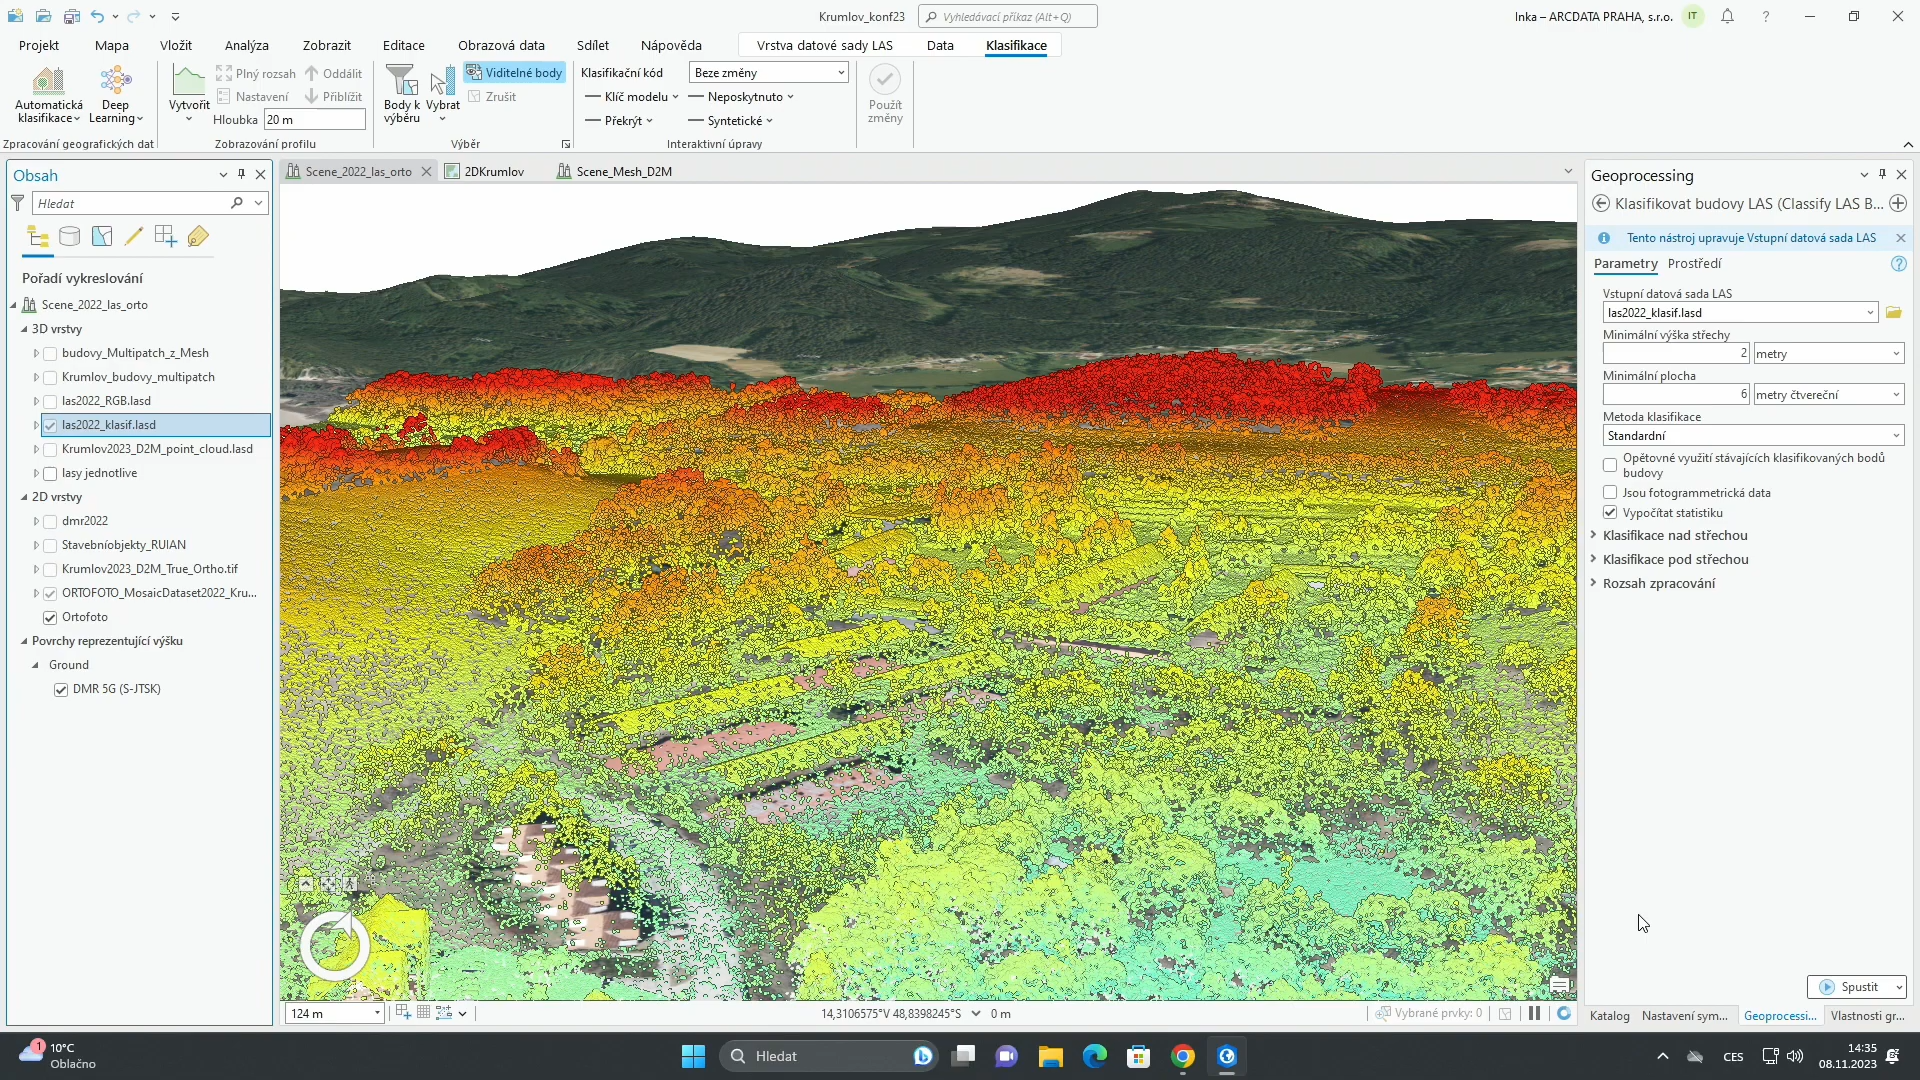 Krumlov_konf23
Vyhledávací příkaz (Alt+Q)
Inka – ARCDATA PRAHA, s.r.o.
IT
?
Projekt
Mapa
Vložit
Analýza
Zobrazit
Editace
Obrazová data
Sdílet
Nápověda
Vrstva datové sady LAS
Data
Klasifikace
Automatická klasifikace
Deep Learning
Zpracování geografických dat
Vytvořit
Plný rozsah
Oddálit
Nastavení
Přiblížit
Hloubka 20 m
Zobrazování profilu
Body k výběru
Vybrat
Viditelné body
Zrušit
Výběr
Klasifikační kód
Beze změny
Klíč modelu
Neposkytnuto
Překrýt
Syntetické
Interaktivní úpravy
Použít změny
Obsah
Hledat
Pořadí vykreslování
Scene_2022_las_orto
3D vrstvy
budovy_Multipatch_z_Mesh
Krumlov_budovy_multipatch
las2022_RGB.lasd
las2022_klasif.lasd
Krumlov2023_D2M_point_cloud.lasd
lasy jednotlive
2D vrstvy
dmr2022
Stavebníobjekty_RUIAN
Krumlov2023_D2M_True_Ortho.tif
ORTOFOTO_MosaicDataset2022_Kru...
Ortofoto
Povrchy reprezentující výšku
Ground
DMR 5G (S-JTSK)
Scene_2022_las_orto
2DKrumlov
Scene_Mesh_D2M
124 m
14,3106575°V 48,8398245°S
0 m
Vybrané prvky: 0
Geoprocessing
Klasifikovat budovy LAS (Classify LAS B...
Tento nástroj upravuje Vstupní datová sada LAS
Parametry
Prostředí
?
Vstupní datová sada LAS
las2022_klasif.lasd
Minimální výška střechy
2
metry
Minimální plocha
6
metry čtvereční
Metoda klasifikace
Standardní
Opětovné využití stávajících klasifikovaných bodů
budovy
Jsou fotogrammetrická data
Vypočítat statistiku
Klasifikace nad střechou
Klasifikace pod střechou
Rozsah zpracování
Spustit
Katalog
Nastavení sym...
Geoprocessi...
Vlastnosti gr...
1
10°C
Oblačno
Hledat
CES
14:35
08.11.2023